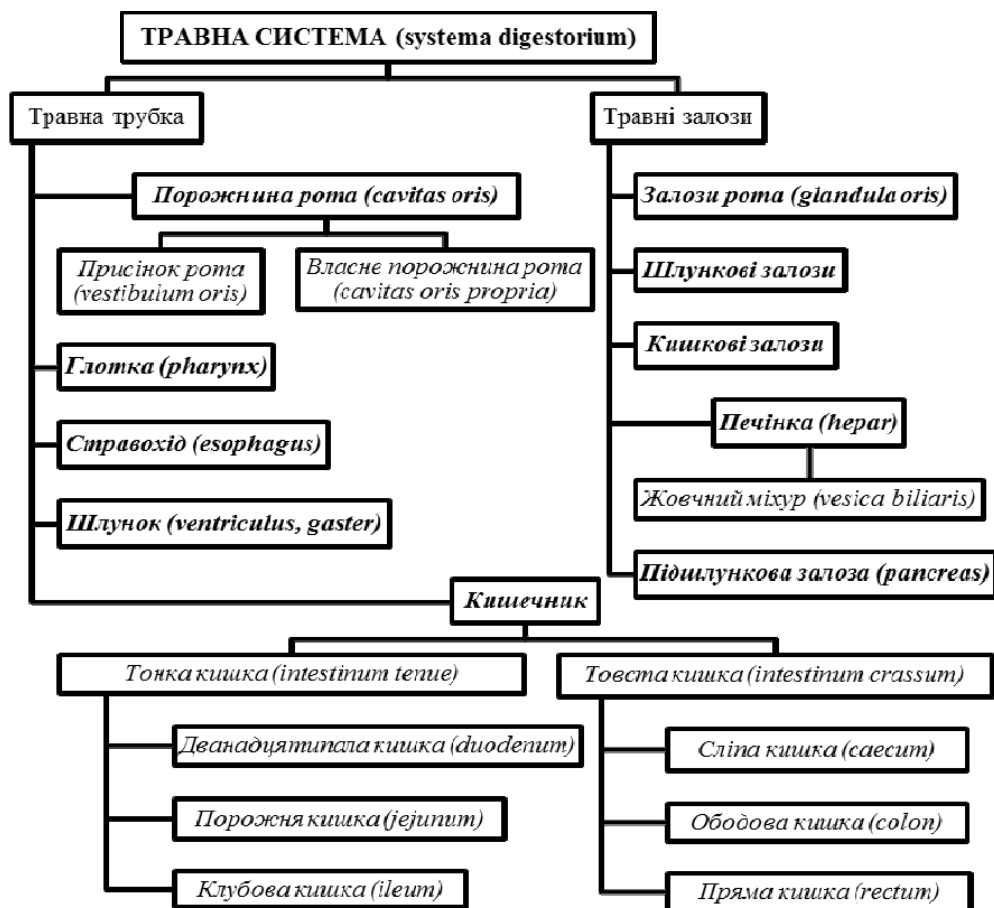 ТРАВНА СИСТЕМА (systema digestorium)
Травна трубка
Травні залози
Порожнина рота (cavitas oris)
Присінок рота
(vestibulum oris)
Власне порожнина рота
(cavitas oris propria)
Глотка (pharynx)
Стравохід (esophagus)
Шлунок (ventriculus, gaster)
Залози рота (glandula oris)
Шлункові залози
Кишкові залози
Печінка (hepar)
Жовчний міхур (vesica biliaris)
Підшлункова залоза (pancreas)
Кишечник
Тонка кишка (intestinum tenue)
Дванадцятипала кишка (duodenum)
Порожня кишка (jejunum)
Клубова кишка (ileum)
Товста кишка (intestinum crassum)
Сліпа кишка (caecum)
Ободова кишка (colon)
Пряма кишка (rectum)